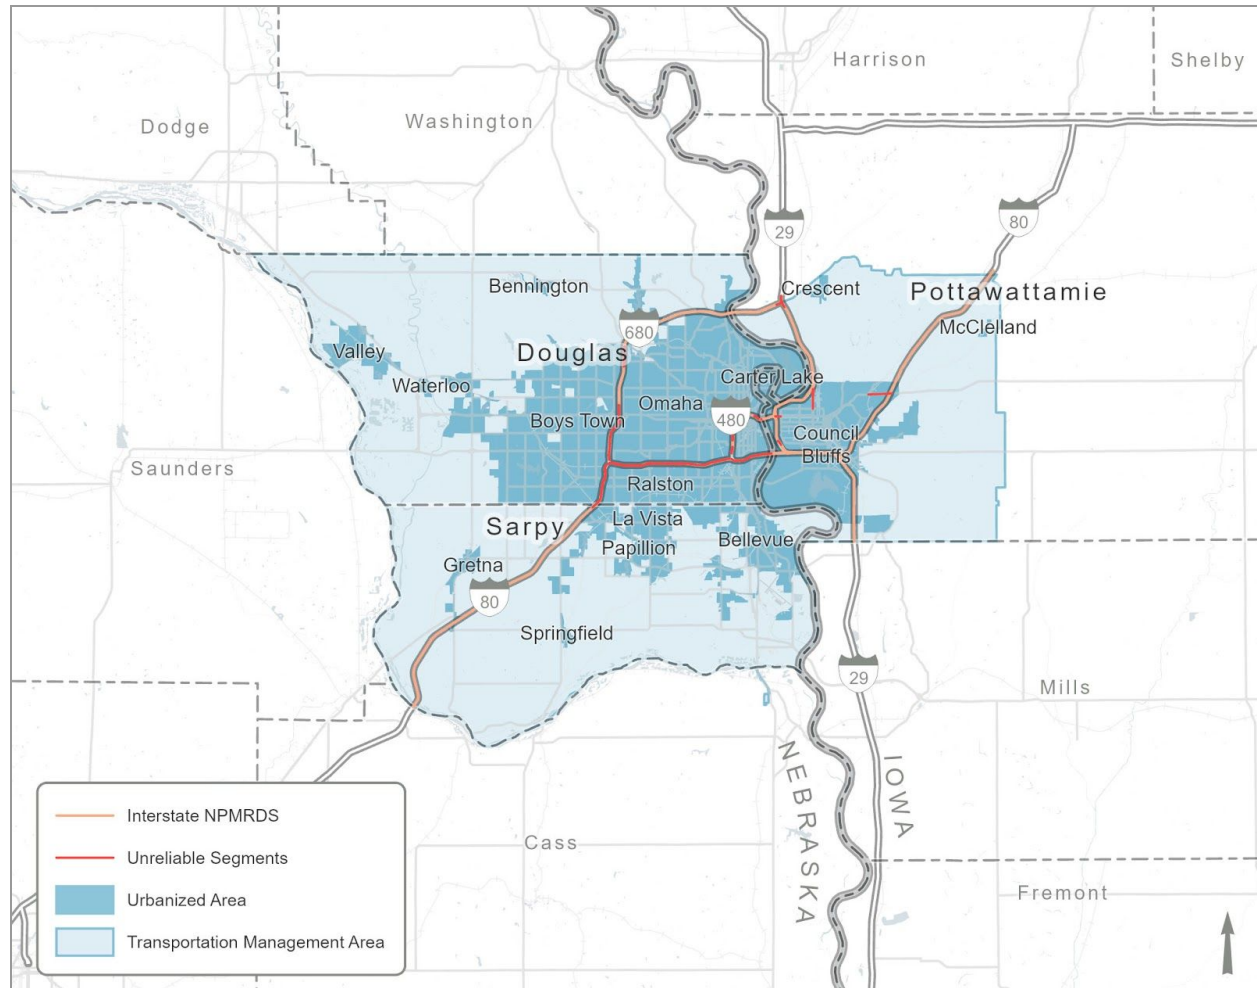 Harrison
Shelby
Dodge
Washington
80
29
Bennington
Crescent
Pottawattamie
McClelland
680
Douglas
Valley
Waterloo
Carter Lake
Omaha
Boys Town
480
Council
Bluffs
Saunders
Ralston
Sarpy
La Vista
Papillion
Bellevue
Gretna
80
Springfield
29
Mills
NEBRASKA
IOWA
Cass
Fremont
Interstate NPMRDS
Unreliable Segments
Urbanized Area
Transportation Management Area